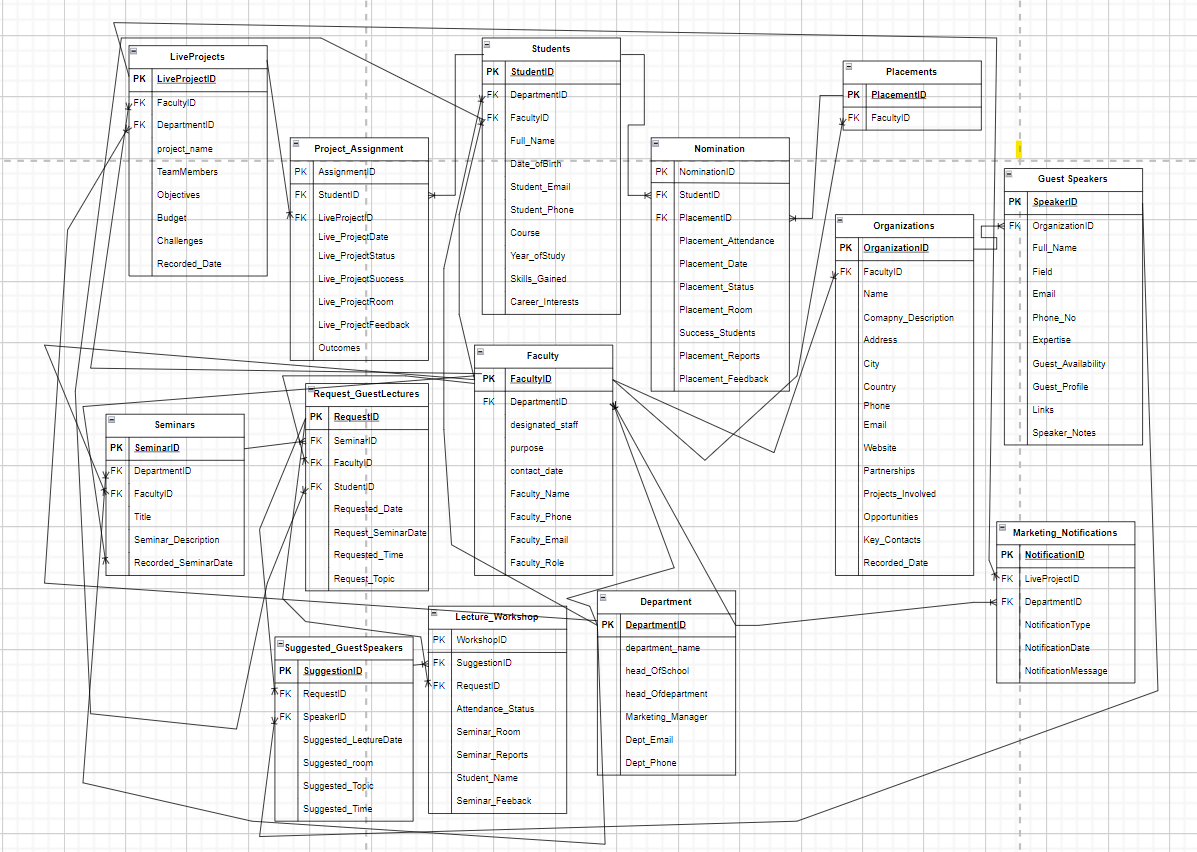 LiveProjects
PK LiveProjectID
FK FacultyID
FK DepartmentID
project_name
TeamMembers
Objectives
Budget
Challenges
Recorded_Date
Project_Assignment
PK AssignmentID
FK StudentID
FK LiveProjectID
Live_ProjectDate
Live_ProjectStatus
Live_ProjectSuccess
Live_ProjectRoom
Live_ProjectFeedback
Outcomes
Students
PK StudentID
FK DepartmentID
FK FacultyID
Full_Name
Date_ofBirth
Student_Email
Student_Phone
Course
Year_ofStudy
Skills_Gained
Career_Interests
Nomination
PK NominationID
FK StudentID
FK PlacementID
Placement_Attendance
Placement_Date
Placement_Status
Placement_Room
Success_Students
Placement_Reports
Placement_Feedback
Placements
PK PlacementID
FK FacultyID
Organizations
PK OrganizationID
FK FacultyID
Name
Comapny_Description
Address
City
Country
Phone
Email
Website
Partnerships
Projects_Involved
Opportunities
Key_Contacts
Recorded_Date
Guest Speakers
PK SpeakerID
FK OrganizationID
Full_Name
Field
Email
Phone_No
Expertise
Guest_Availability
Guest_Profile
Links
Speaker_Notes
Seminars
PK SeminarID
FK DepartmentID
FK FacultyID
Title
Seminar_Description
Recorded_SeminarDate
Request_GuestLectures
PK RequestID
FK SeminarID
FK FacultyID
FK StudentID
Requested_Date
Request_SeminarDate
Requested_Time
Request_Topic
Faculty
PK FacultyID
FK DepartmentID
designated_staff
purpose
contact_date
Faculty_Name
Faculty_Phone
Faculty_Email
Faculty_Role
Suggested_GuestSpeakers
PK SuggestionID
FK RequestID
FK SpeakerID
Suggested_LectureDate
Suggested_room
Suggested_Topic
Suggested_Time
Lecture_Workshop
PK WorkshopID
FK SuggestionID
FK RequestID
Attendance_Status
Seminar_Room
Seminar_Reports
Student_Name
Seminar_Feeback
Department
PK DepartmentID
department_name
head_OfSchool
head_Ofdepartment
Marketing_Manager
Dept_Email
Dept_Phone
Marketing_Notifications
PK NotificationID
FK LiveProjectID
FK DepartmentID
NotificationType
NotificationDate
NotificationMessage